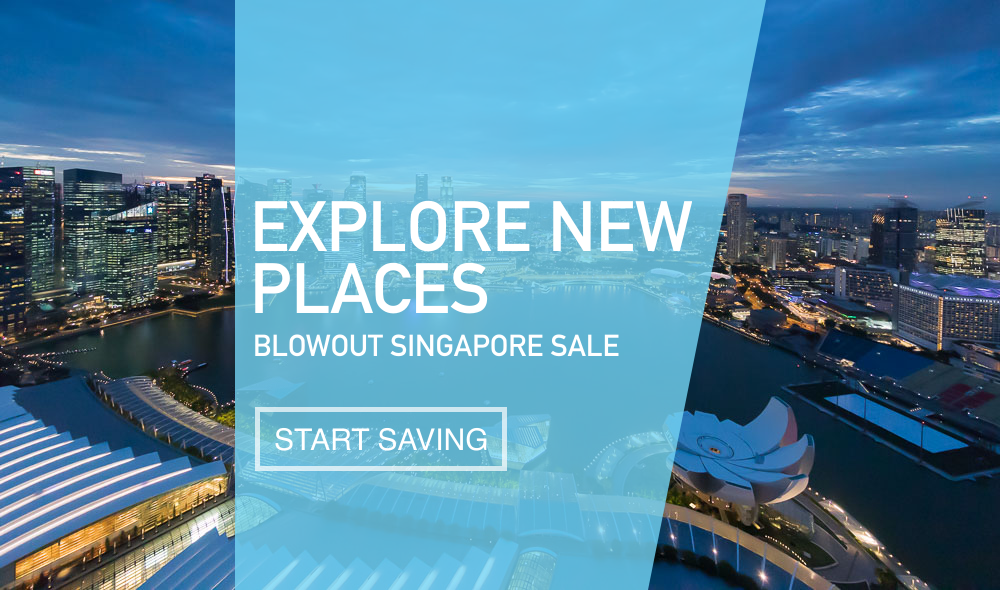 EXPLORE NEW
PLACES
BLOWOUT SINGAPORE SALE
START SAVING